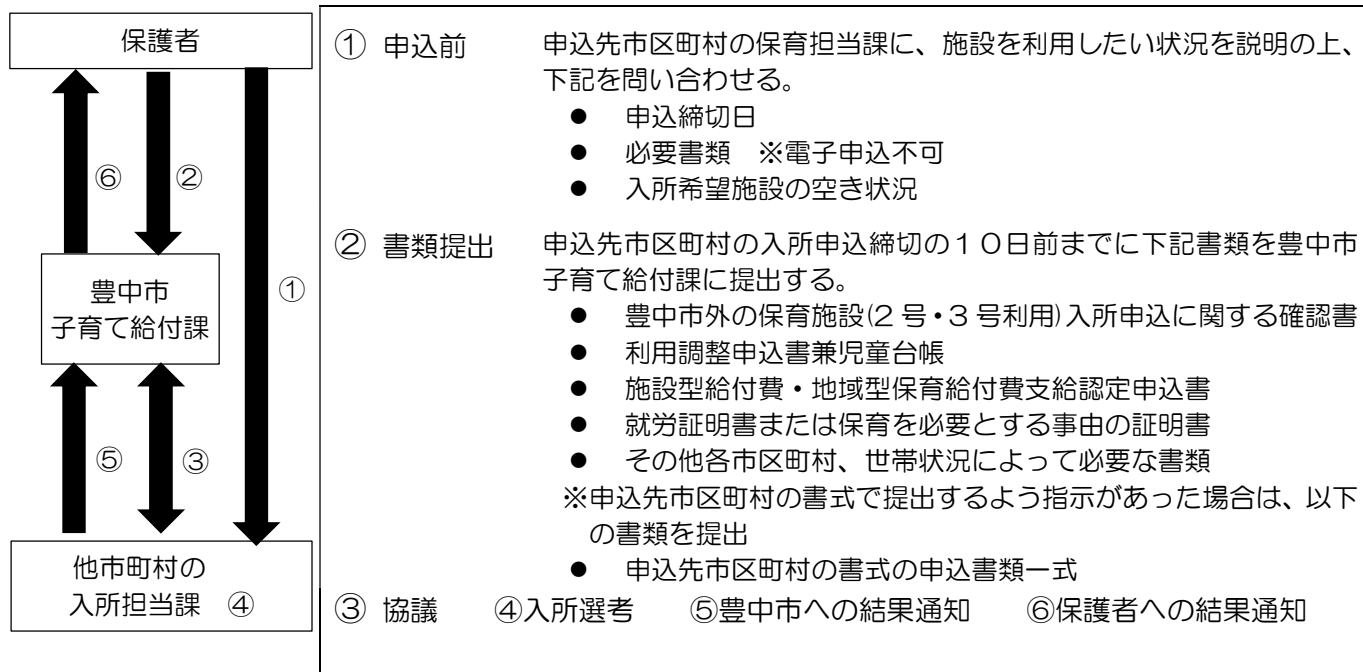 保護者
⑥
②
豊中市
子育て給付課
①
⑤
③
他市町村の
入所担当課 ④
① 申込前 申込先市区町村の保育担当課に、施設を利用したい状況を説明の上、
下記を問い合わせる。
● 申込締切日
● 必要書類 ※電子申込不可
● 入所希望施設の空き状況
② 書類提出 申込先市区町村の入所申込締切の10日前までに下記書類を豊中市
子育て給付課に提出する。
● 豊中市外の保育施設(2号・3号利用)入所申込に関する確認書
● 利用調整申込書兼児童台帳
● 施設型給付費・地域型保育給付費支給認定申込書
● 就労証明書または保育を必要とする事由の証明書
● その他各市区町村、世帯状況によって必要な書類
※申込先市区町村の書式で提出するよう指示があった場合は、以下
の書類を提出
● 申込先市区町村の書式の申込書類一式
③ 協議 ④入所選考 ⑤豊中市への結果通知 ⑥保護者への結果通知